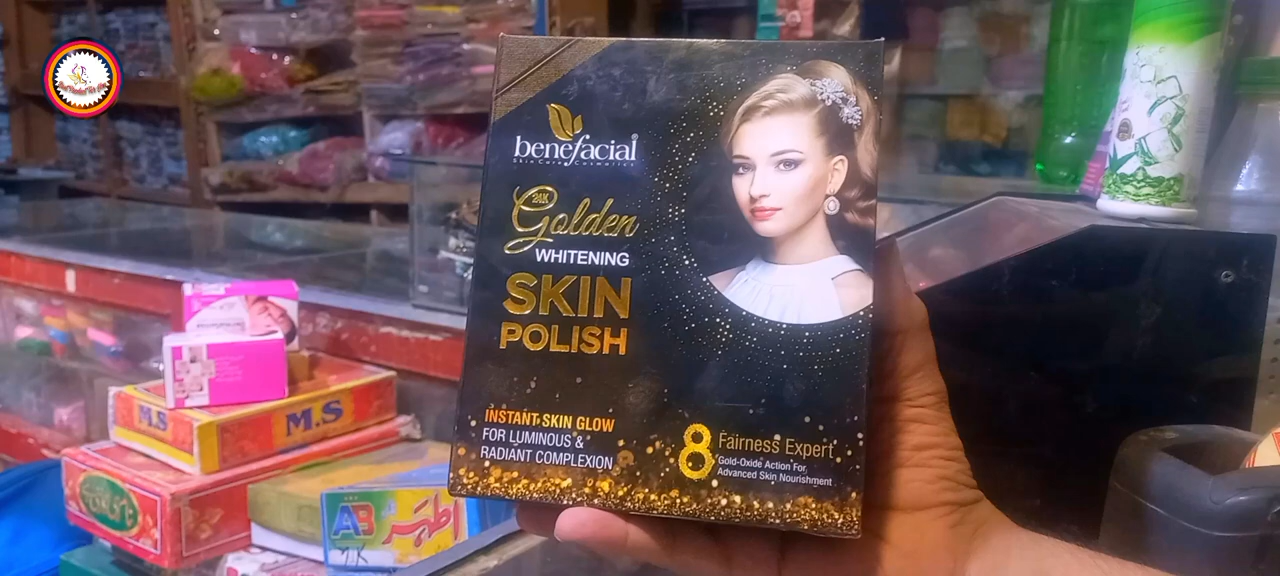 benefacial
Skin Care Cosmetics
24K
Golden
WHITENING
SKIN
POLISH
INSTANT SKIN GLOW
FOR LUMINOUS &
RADIANT COMPLEXION
8 Fairness Expert
Gold-Oxide Action For
Advanced Skin Nourishment
M.S
M.S
AB
اظہر